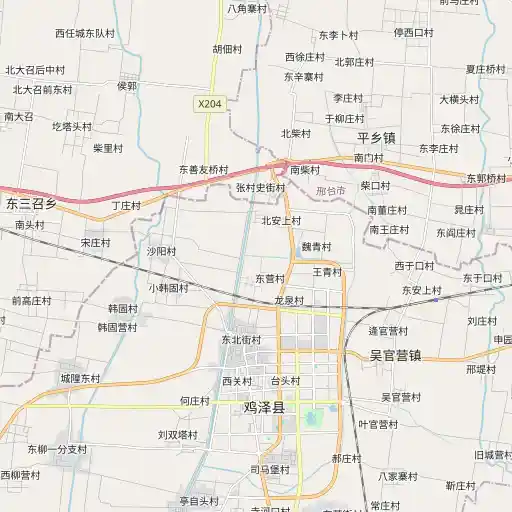 八角寨村
前马庄村
西任城东队村
东李卜村
停西口村
胡佃村
西徐庄村
北郭庄村
北大召后中村
夏庄桥村
东辛寨村
北大召前东村
侯郭
李庄村
大横头村
X204
南大召
圪塔头村
于柳庄村
东徐庄村
北柴村
平乡镇
柴里村
东李庄村
南门村
东善友桥村
南柴村
东郭桥村
张村史街村
邢台市
柴口村
东三召乡
丁庄村
南董庄村
晁庄村
南头村
北安上村
南王庄村
东阎庄村
宋庄村
魏青村
沙阳村
西于口村
王青村
东营村
东于口村
小韩固村
东安上村
前高庄村
龙泉村
韩固村
刘庄村
韩固营村
逄官营村
东北街村
申园
吴官营镇
邢堤村
城隍东村
西关村
台头村
何庄村
吴官营村
鸡泽县
叶官营村
刘双塔村
东柳一分支村
旧城营村
郝庄村
司马堡村
西柳营村
八家寨村
靳庄村
亭自头村
常庄村